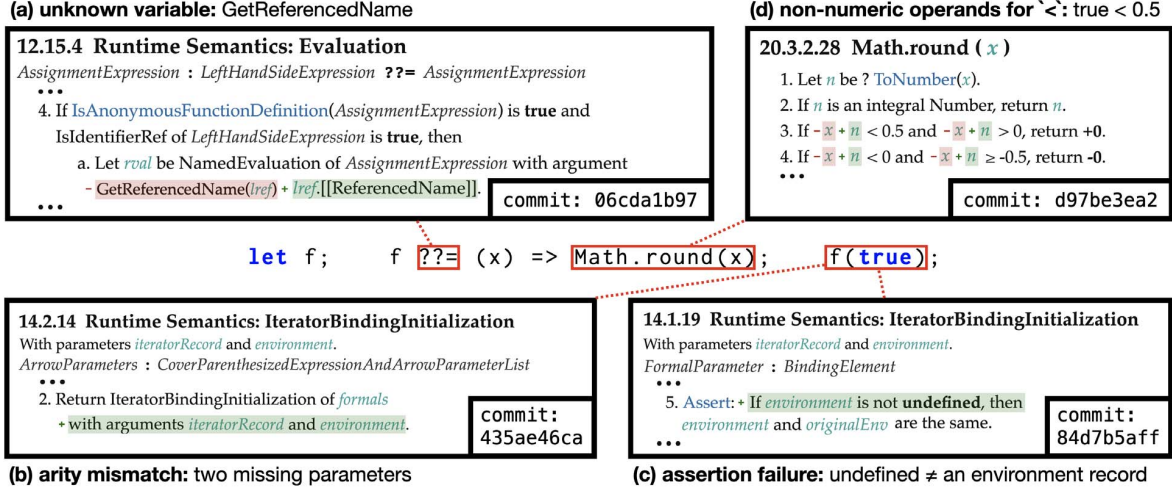 (a) unknown variable: GetReferencedName
12.15.4 Runtime Semantics: Evaluation
AssignmentExpression : LeftHandSideExpression ??= AssignmentExpression
•••
4. If IsAnonymousFunctionDefinition(AssignmentExpression) is true and
IsIdentifierRef of LeftHandSideExpression is true, then
a. Let rval be NamedEvaluation of AssignmentExpression with argument
- GetReferencedName(lref) + lref.[[ReferencedName]].
•••
commit: 06cda1b97
(d) non-numeric operands for `<`: true < 0.5
20.3.2.28 Math.round ( x )
1. Let n be ? ToNumber(x).
2. If n is an integral Number, return n.
3. If - x + n < 0.5 and - x + n > 0, return +0.
4. If - x + n < 0 and - x + n ≥ -0.5, return -0.
•••
commit: d97be3ea2
let f; f ??= (x) => Math.round(x); f(true);
14.2.14 Runtime Semantics: IteratorBindingInitialization
With parameters iteratorRecord and environment.
ArrowParameters : CoverParenthesizedExpressionAndArrowParameterList
•••
2. Return IteratorBindingInitialization of formals
+ with arguments iteratorRecord and environment.
commit:
435ae46ca
(b) arity mismatch: two missing parameters
14.1.19 Runtime Semantics: IteratorBindingInitialization
With parameters iteratorRecord and environment.
FormalParameter : BindingElement
•••
5. Assert: + If environment is not undefined, then
environment and originalEnv are the same.
•••
commit:
84d7b5aff
(c) assertion failure: undefined ≠ an environment record